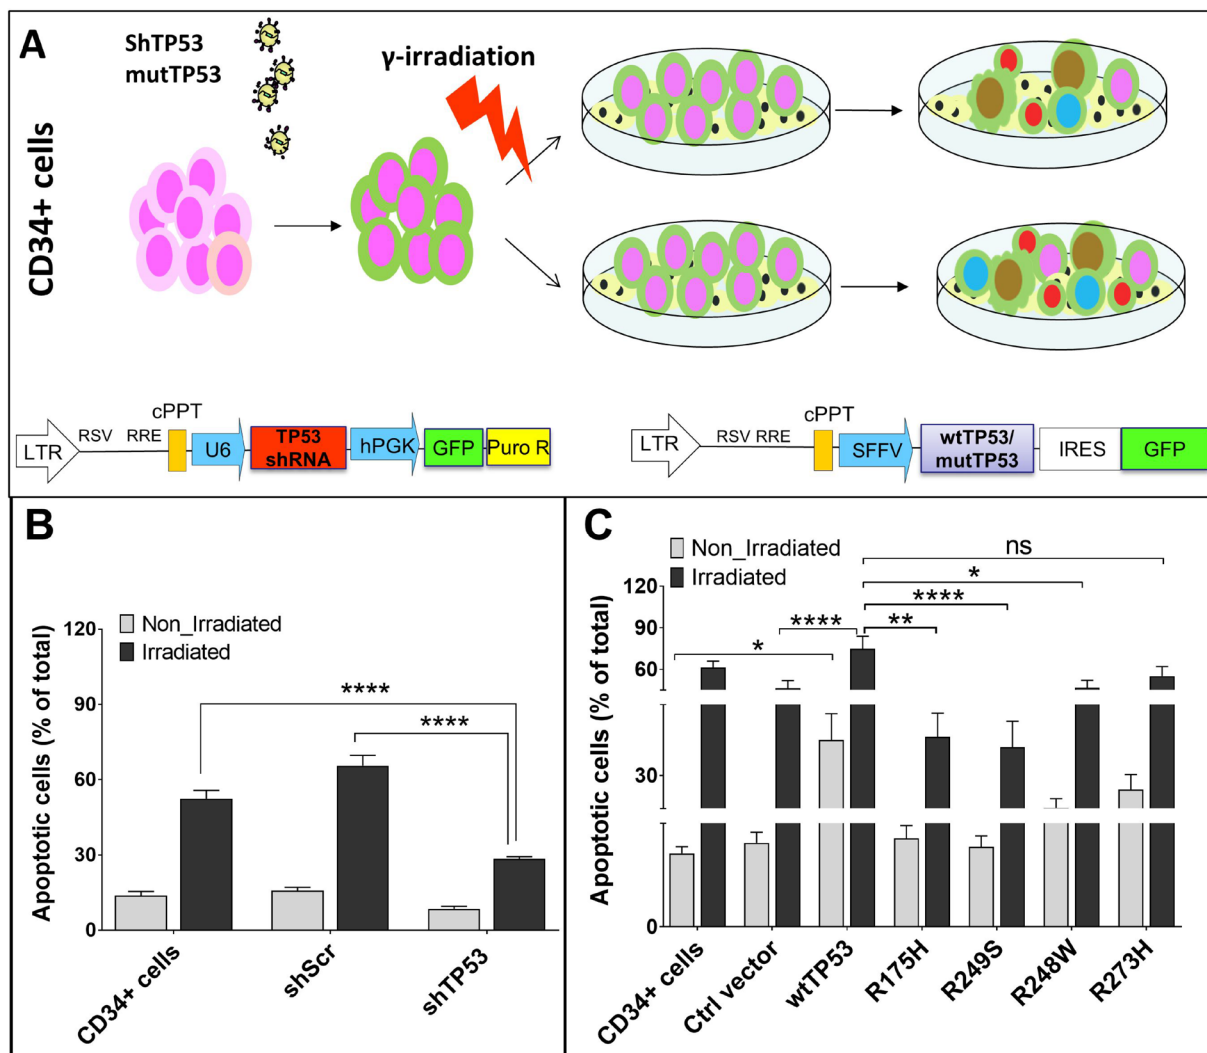 A
ShTP53
mutTP53
γ-irradiation
CD34+ cells
LTR
RSV
RRE
cPPT
U6
TP53
shRNA
hPGK
GFP
Puro R
LTR
RSV RRE
cPPT
SFFV
wtTP53/
mutTP53
IRES
GFP
B
Non_Irradiated
Irradiated
Apoptotic cells (% of total)
120
90
60
30
0
****
****
CD34+ cells
shScr
shTP53
C
Non_Irradiated
Irradiated
Apoptotic cells (% of total)
120
90
60
30
0
ns
*
****
****
**
*
CD34+ cells
Ctrl vector
wtTP53
R175H
R249S
R248W
R273H